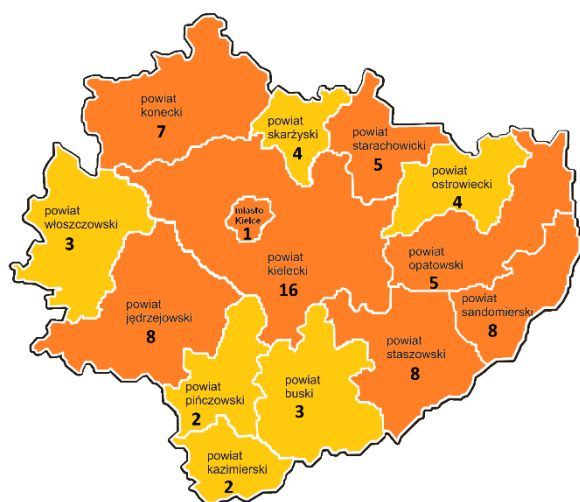 powiat
konecki
7
powiat
skarżyski
4
powiat
starachowicki
5
powiat
ostrowiecki
4
powiat
włoszczowski
3
miasto
Kielce
1
powiat
kielecki
16
powiat
opatowski
5
powiat
sandomierski
8
powiat
jędrzejowski
8
powiat
staszowski
8
powiat
pińczowski
2
powiat
buski
3
powiat
kazimierski
2